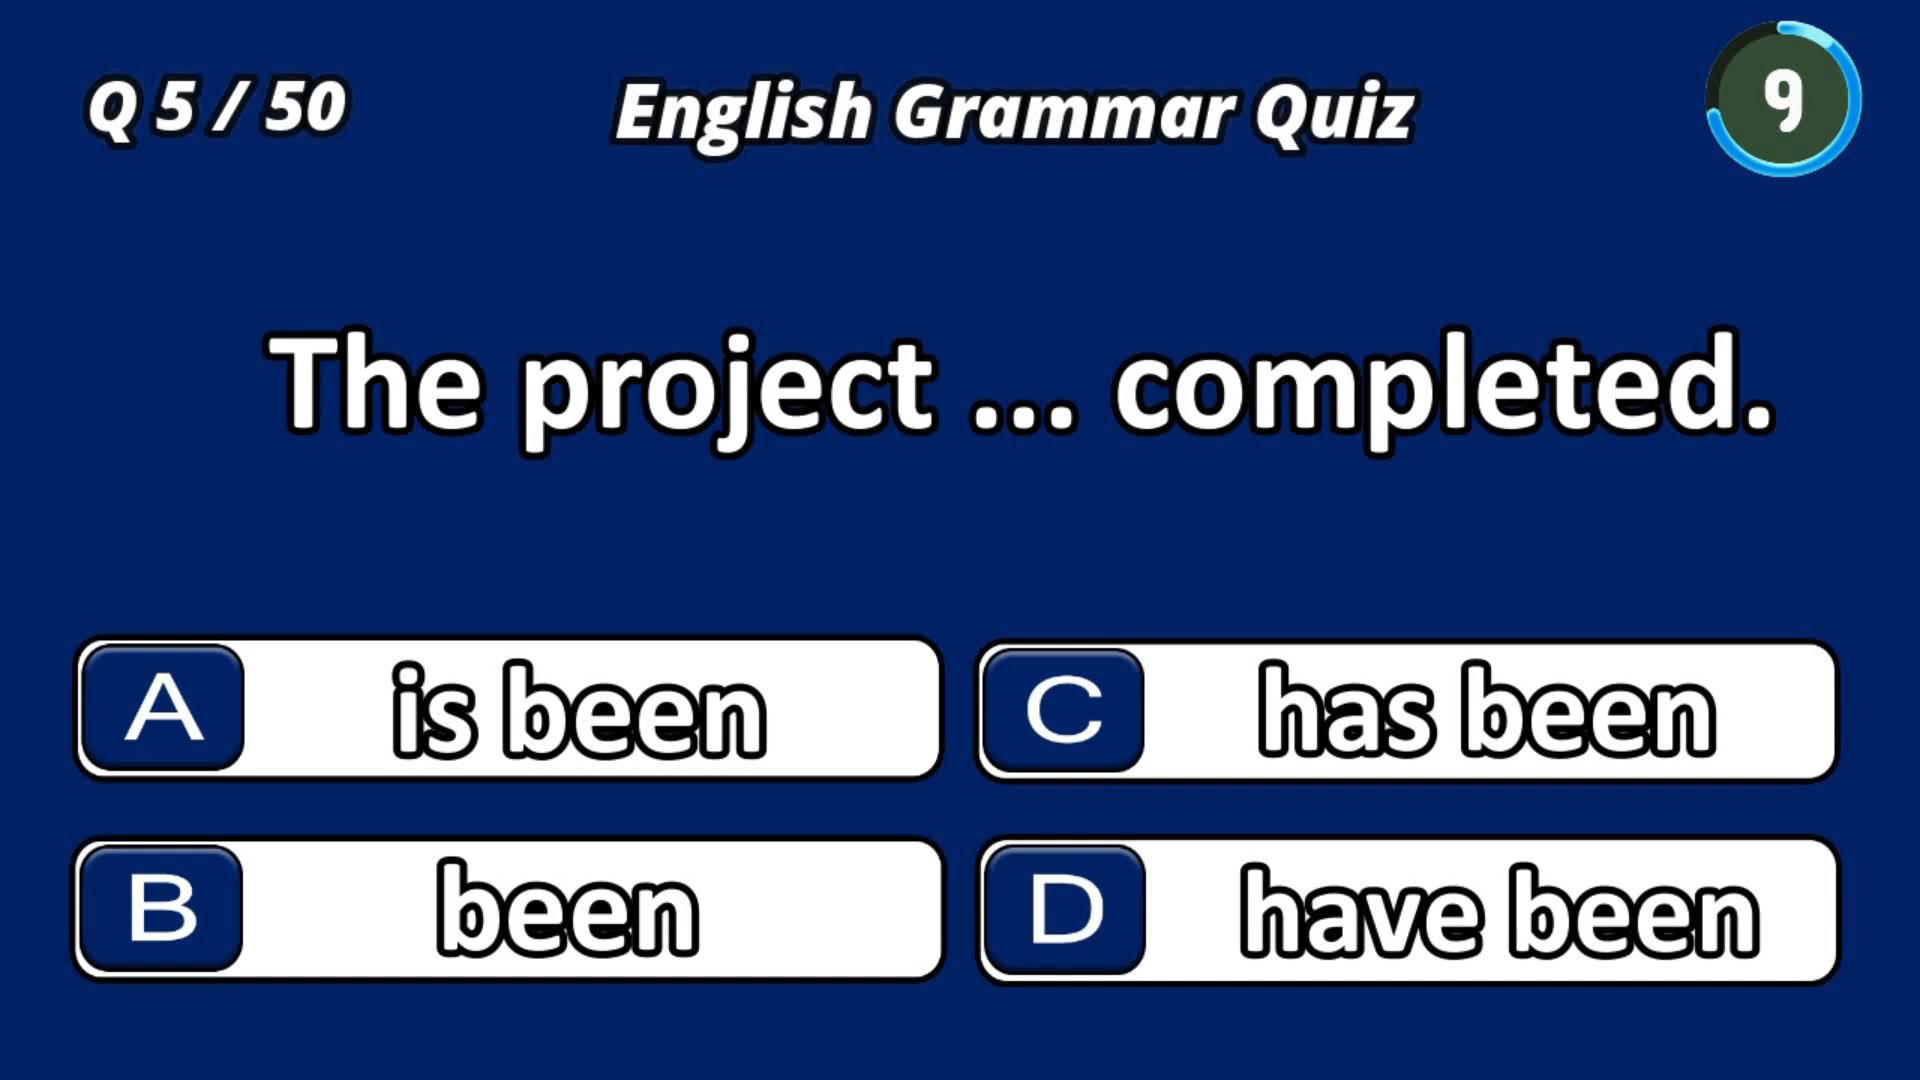 Q 5 / 50
English Grammar Quiz
9
The project ... completed.
A
is been
C
has been
B
been
D
have been